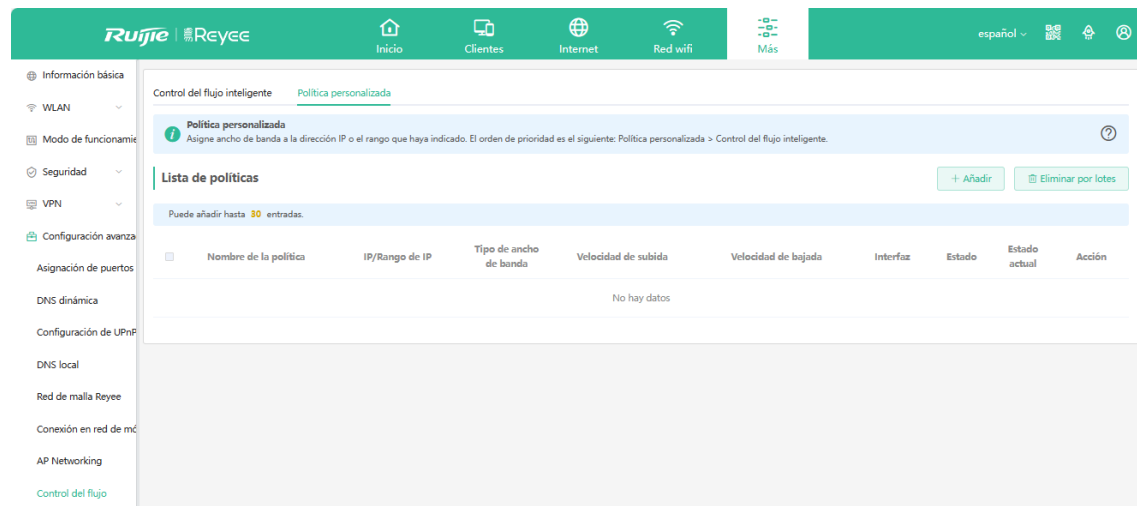 Ruijie Reyee
Inicio
Clientes
Internet
Red wifi
Más
español
Información básica
WLAN
Modo de funcionamie
Seguridad
VPN
Configuración avanza
Asignación de puertos
DNS dinámica
Configuración de UPnP
DNS local
Red de malla Reyee
Conexión en red de mó
AP Networking
Control del flujo
Control del flujo inteligente
Política personalizada
Política personalizada
Asigne ancho de banda a la dirección IP o el rango que haya indicado. El orden de prioridad es el siguiente: Política personalizada > Control del flujo inteligente.
Lista de políticas
+ Añadir
Eliminar por lotes
Puede añadir hasta 30 entradas.
Nombre de la política
IP/Rango de IP
Tipo de ancho
de banda
Velocidad de subida
Velocidad de bajada
Interfaz
Estado
Estado
actual
Acción
No hay datos